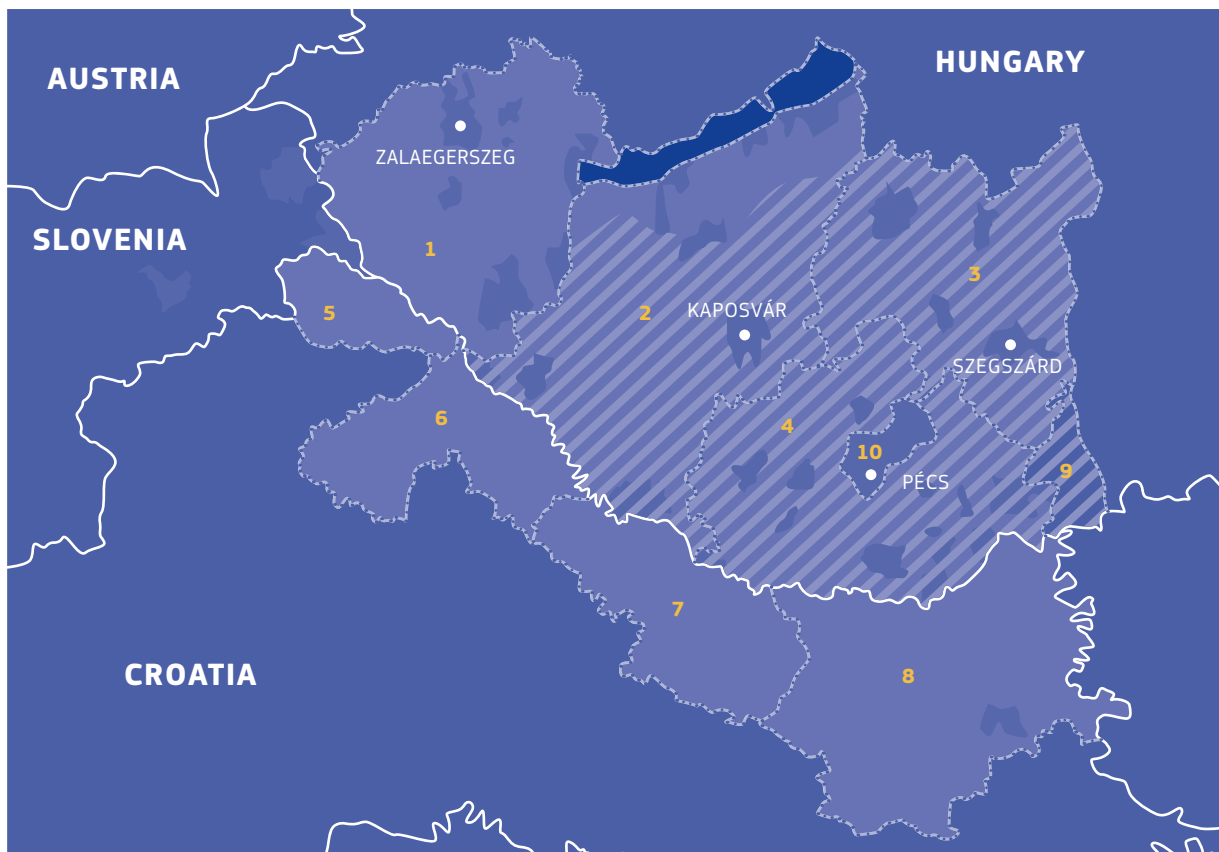 AUSTRIA
HUNGARY
ZALAEGERSZEG
SLOVENIA
1
3
5
2
KAPOSVÁR
SZEGSZÁRD
6
4
10
9
PÉCS
7
CROATIA
8